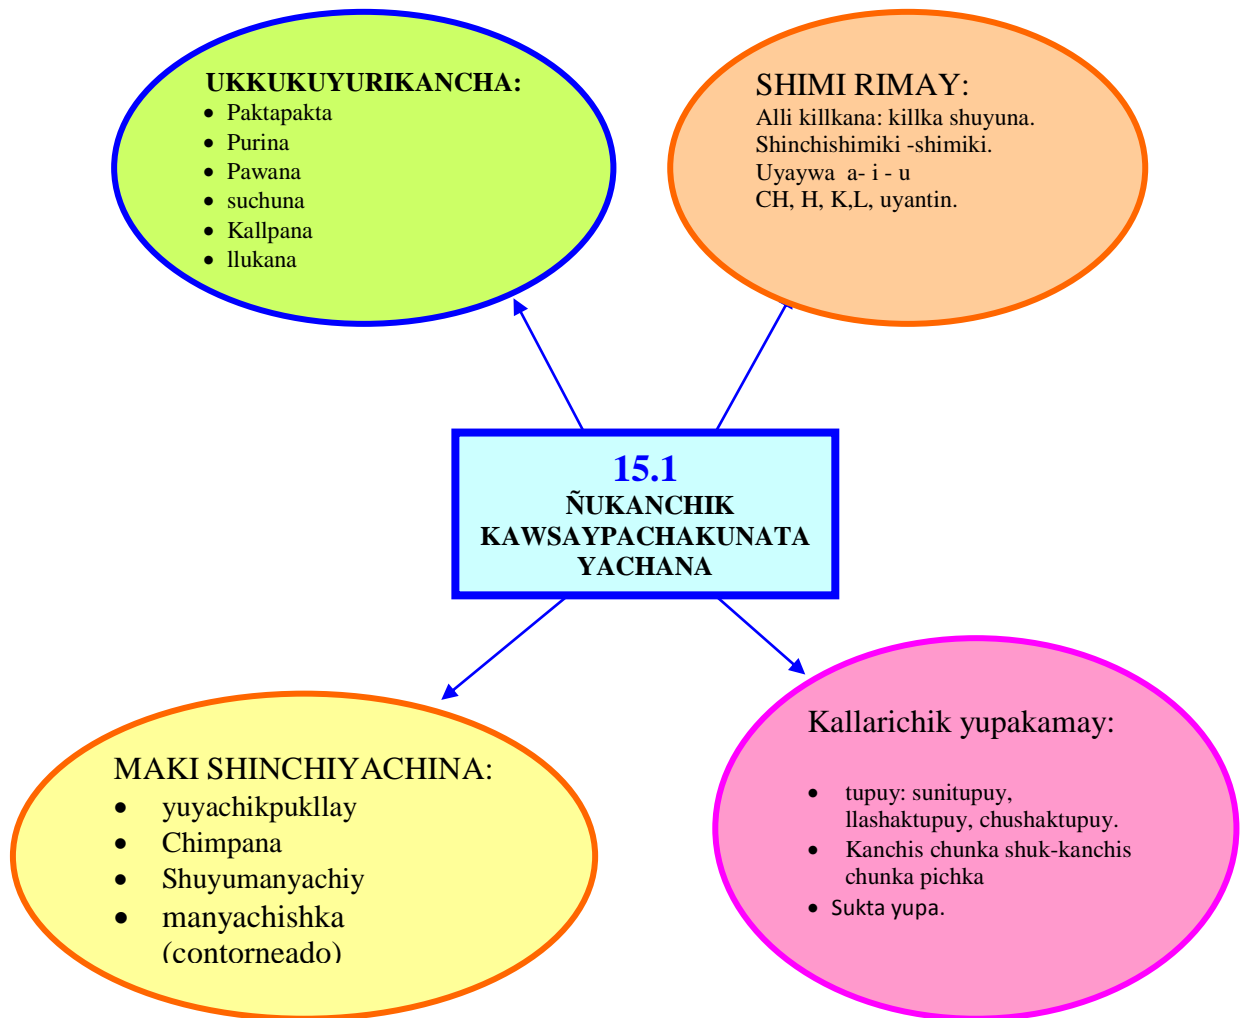 UKKUKUYURIKANCHA:
• Paktapakta
• Purina
• Pawana
• suchuna
• Kallpana
• llukana
SHIMI RIMAY:
Alli killkana: killka shuyuna.
Shinchishimiki -shimiki.
Uyaywa a- i - u
CH, H, K,L, uyantin.
15.1
ÑUKANCHIK
KAWSAYPACHAKUNATA
YACHANA
MAKI SHINCHIYACHINA:
• yuyachikpukllay
• Chimpana
• Shuyumanyachiy
• manyachishka
(contorneado)
Kallarichik yupakamay:
• tupuy: sunitupuy,
llashaktupuy, chushaktupuy.
• Kanchis chunka shuk-kanchis
chunka pichka
• Sukta yupa.